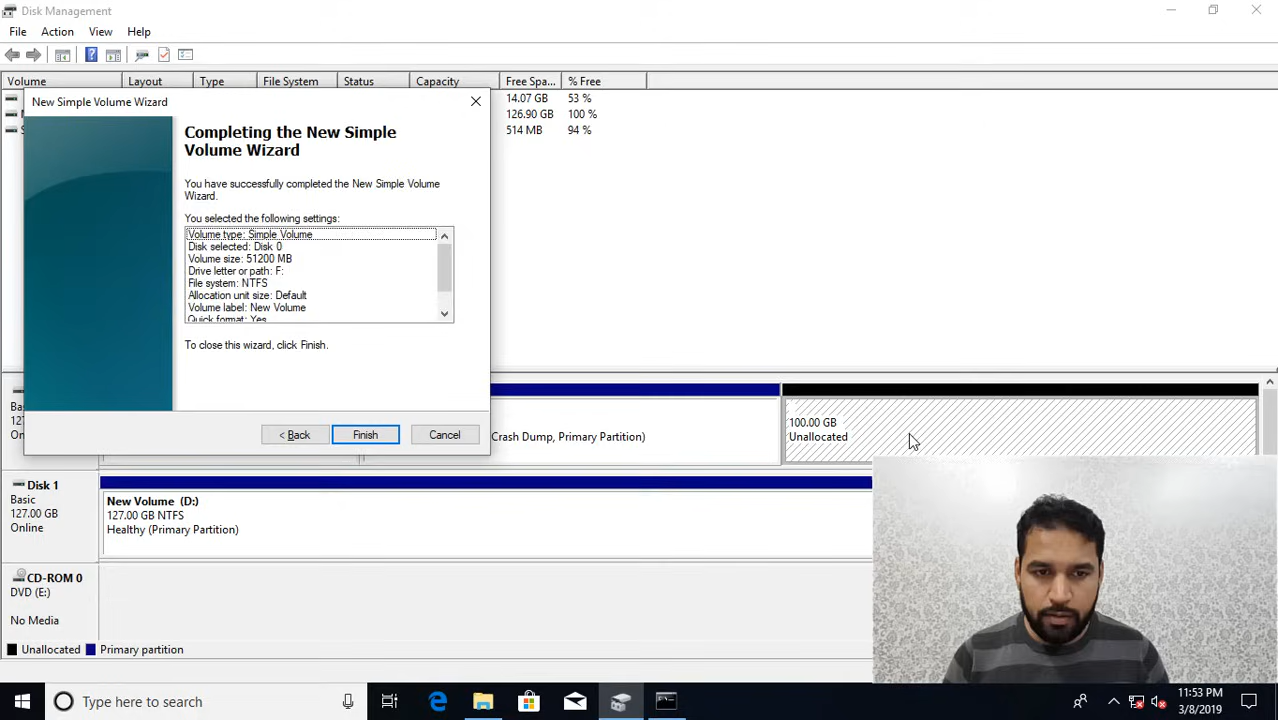 Disk Management
File Action View Help
Volume Layout Type File System Status Capacity Free Spa... % Free
14.07 GB 53 %
126.90 GB 100 %
514 MB 94 %
New Simple Volume Wizard
Completing the New Simple
Volume Wizard
You have successfully completed the New Simple Volume
Wizard.
You selected the following settings:
Volume type: Simple Volume
Disk selected: Disk 0
Volume size: 51200 MB
Drive letter or path: F:
File system: NTFS
Allocation unit size: Default
Volume label: New Volume
Quick format: Yes
To close this wizard, click Finish.
< Back Finish Cancel
Crash Dump, Primary Partition)
100.00 GB
Unallocated
Disk 1
Basic
127.00 GB
Online
New Volume (D:)
127.00 GB NTFS
Healthy (Primary Partition)
CD-ROM 0
DVD (E:)
No Media
Unallocated Primary partition
Type here to search
11:53 PM
3/8/2019